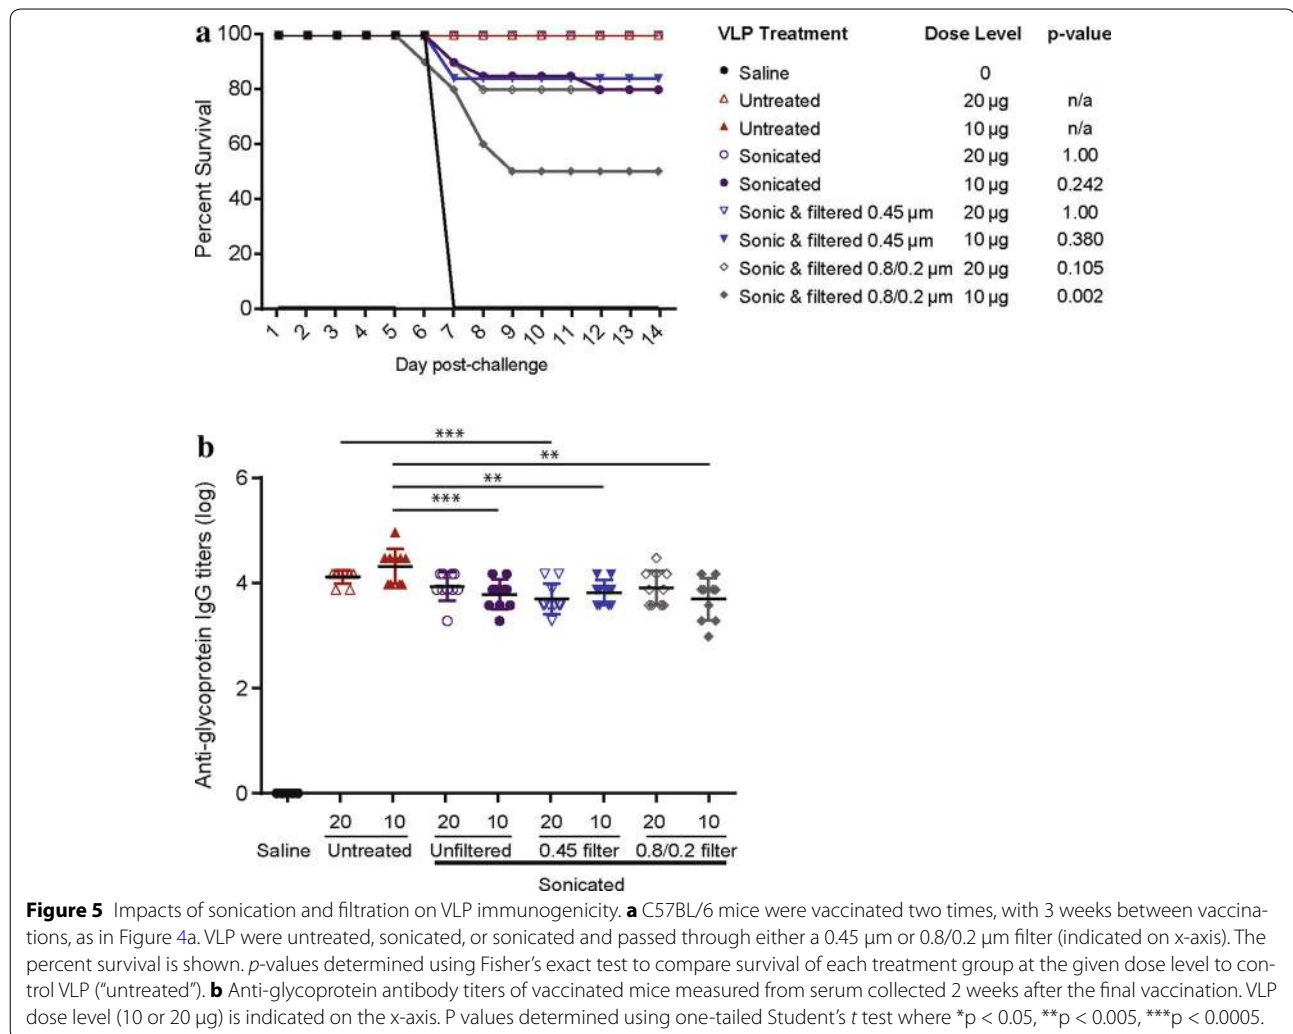 a
100
80
60
40
20
0
Percent Survival
1 2 3 4 5 6 7 8 9 10 11 12 13 14
Day post-challenge
VLP Treatment Dose Level p-value
Saline 0
Untreated 20 µg n/a
Untreated 10 µg n/a
Sonicated 20 µg 1.00
Sonicated 10 µg 0.242
Sonic & filtered 0.45 µm 20 µg 1.00
Sonic & filtered 0.45 µm 10 µg 0.380
Sonic & filtered 0.8/0.2 µm 20 µg 0.105
Sonic & filtered 0.8/0.2 µm 10 µg 0.002
b
***
**
**
***
6
4
2
0
Anti-glycoprotein IgG titers (log)
20 10 20 10 20 10 20 10
Saline Untreated Unfiltered 0.45 filter 0.8/0.2 filter
Sonicated
Figure 5 Impacts of sonication and filtration on VLP immunogenicity. a C57BL/6 mice were vaccinated two times, with 3 weeks between vaccina-
tions, as in Figure 4a. VLP were untreated, sonicated, or sonicated and passed through either a 0.45 µm or 0.8/0.2 µm filter (indicated on x-axis). The
percent survival is shown. p-values determined using Fisher's exact test to compare survival of each treatment group at the given dose level to con-
trol VLP ("untreated"). b Anti-glycoprotein antibody titers of vaccinated mice measured from serum collected 2 weeks after the final vaccination. VLP
dose level (10 or 20 µg) is indicated on the x-axis. P values determined using one-tailed Student's t test where *p < 0.05, **p < 0.005, ***p < 0.0005.